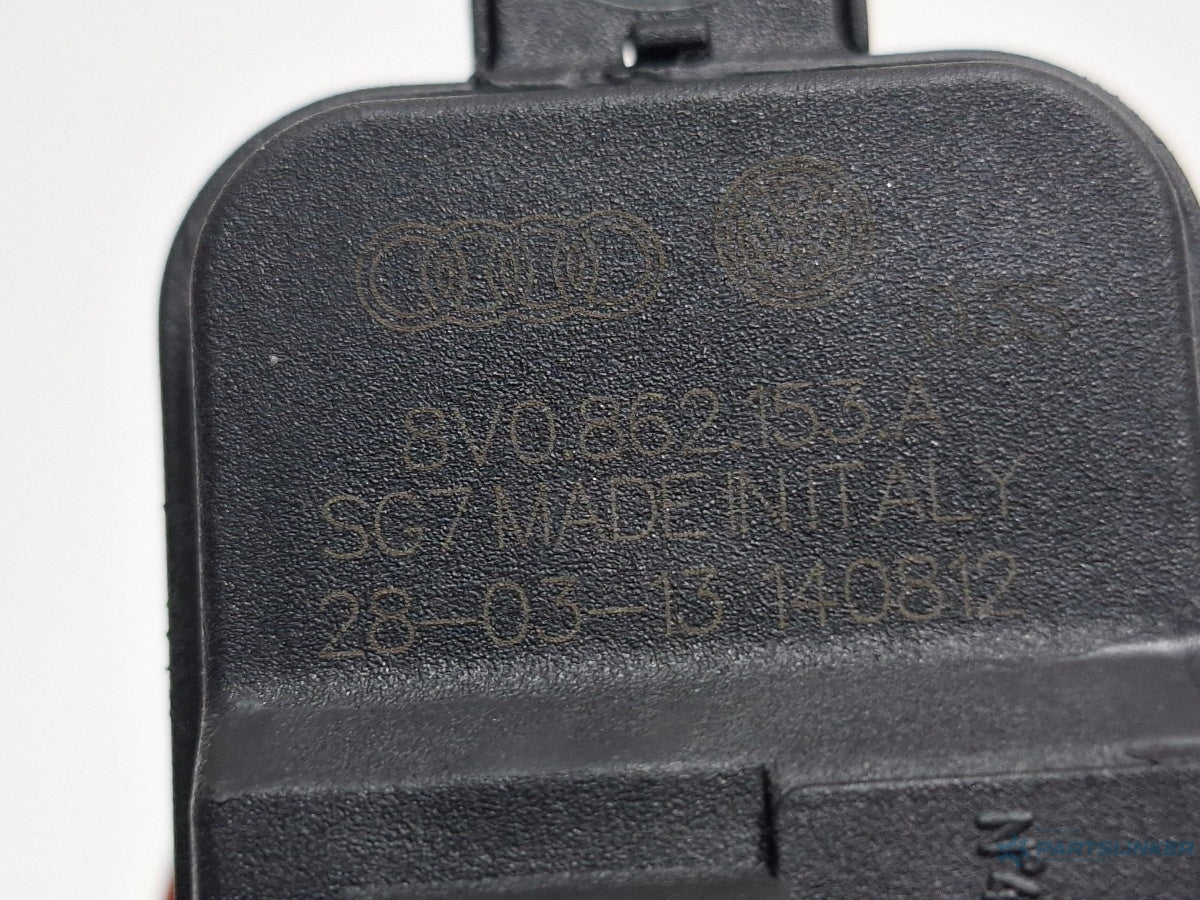 8V0.862.153.A
SG7 MADE IN ITALY
28-03-13 140812